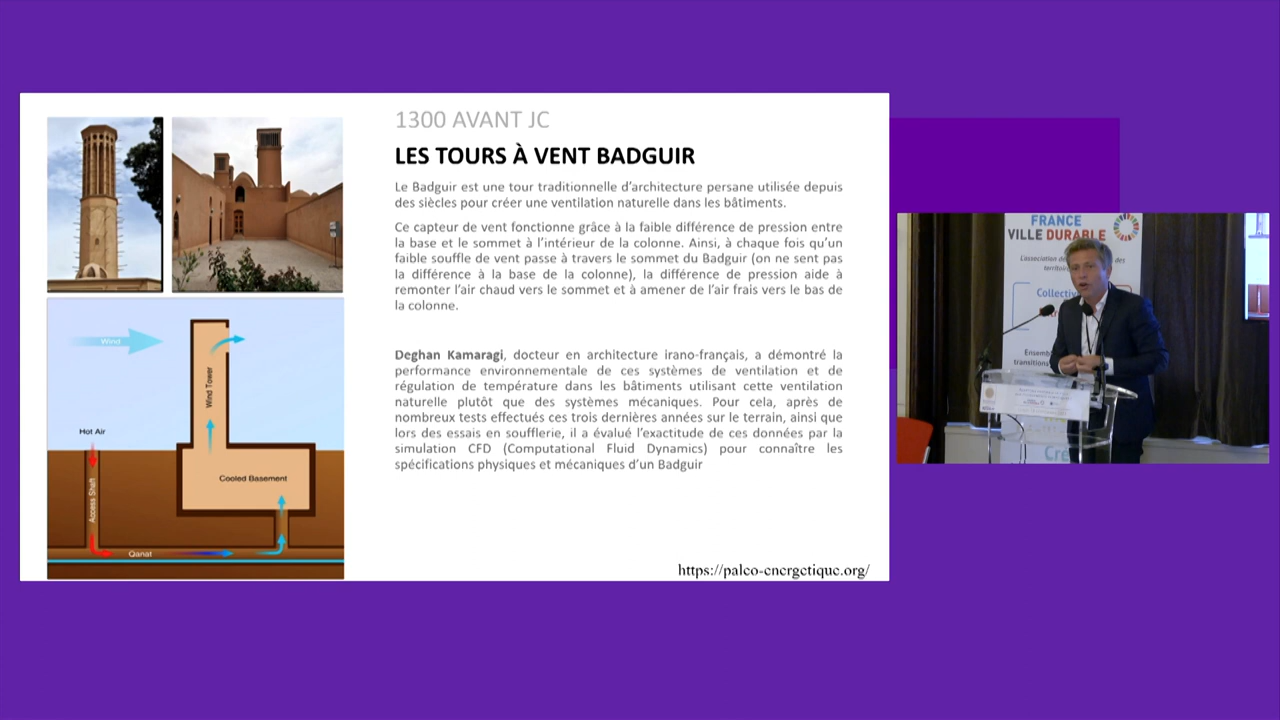 1300 AVANT JC
LES TOURS À VENT BADGUIR
Le Badguir est une tour traditionnelle d’architecture persane utilisée depuis
des siècles pour créer une ventilation naturelle dans les bâtiments.
Ce capteur de vent fonctionne grâce à la faible différence de pression entre
la base et le sommet à l’intérieur de la colonne. Ainsi, à chaque fois qu’un
faible souffle de vent passe à travers le sommet du Badguir (on ne sent pas
la différence à la base de la colonne), la différence de pression aide à
remonter l’air chaud vers le sommet et à amener de l’air frais vers le bas de
la colonne.
Deghan Kamaragi, docteur en architecture irano-français, a démontré la
performance environnementale de ces systèmes de ventilation et de
régulation de température dans les bâtiments utilisant cette ventilation
naturelle plutôt que des systèmes mécaniques. Pour cela, après de
nombreux tests effectués ces trois dernières années sur le terrain, ainsi que
lors des essais en soufflerie, il a évalué l’exactitude de ces données par la
simulation CFD (Computational Fluid Dynamics) pour connaître les
spécifications physiques et mécaniques d’un Badguir
https://paleo-energetique.org/
Wind
Wind Tower
Hot Air
Access Shaft
Cooled Basement
Qanat
FRANCE
VILLE DURABLE
L'association de
des
Collectiv
Ensemb
transitions
Cré